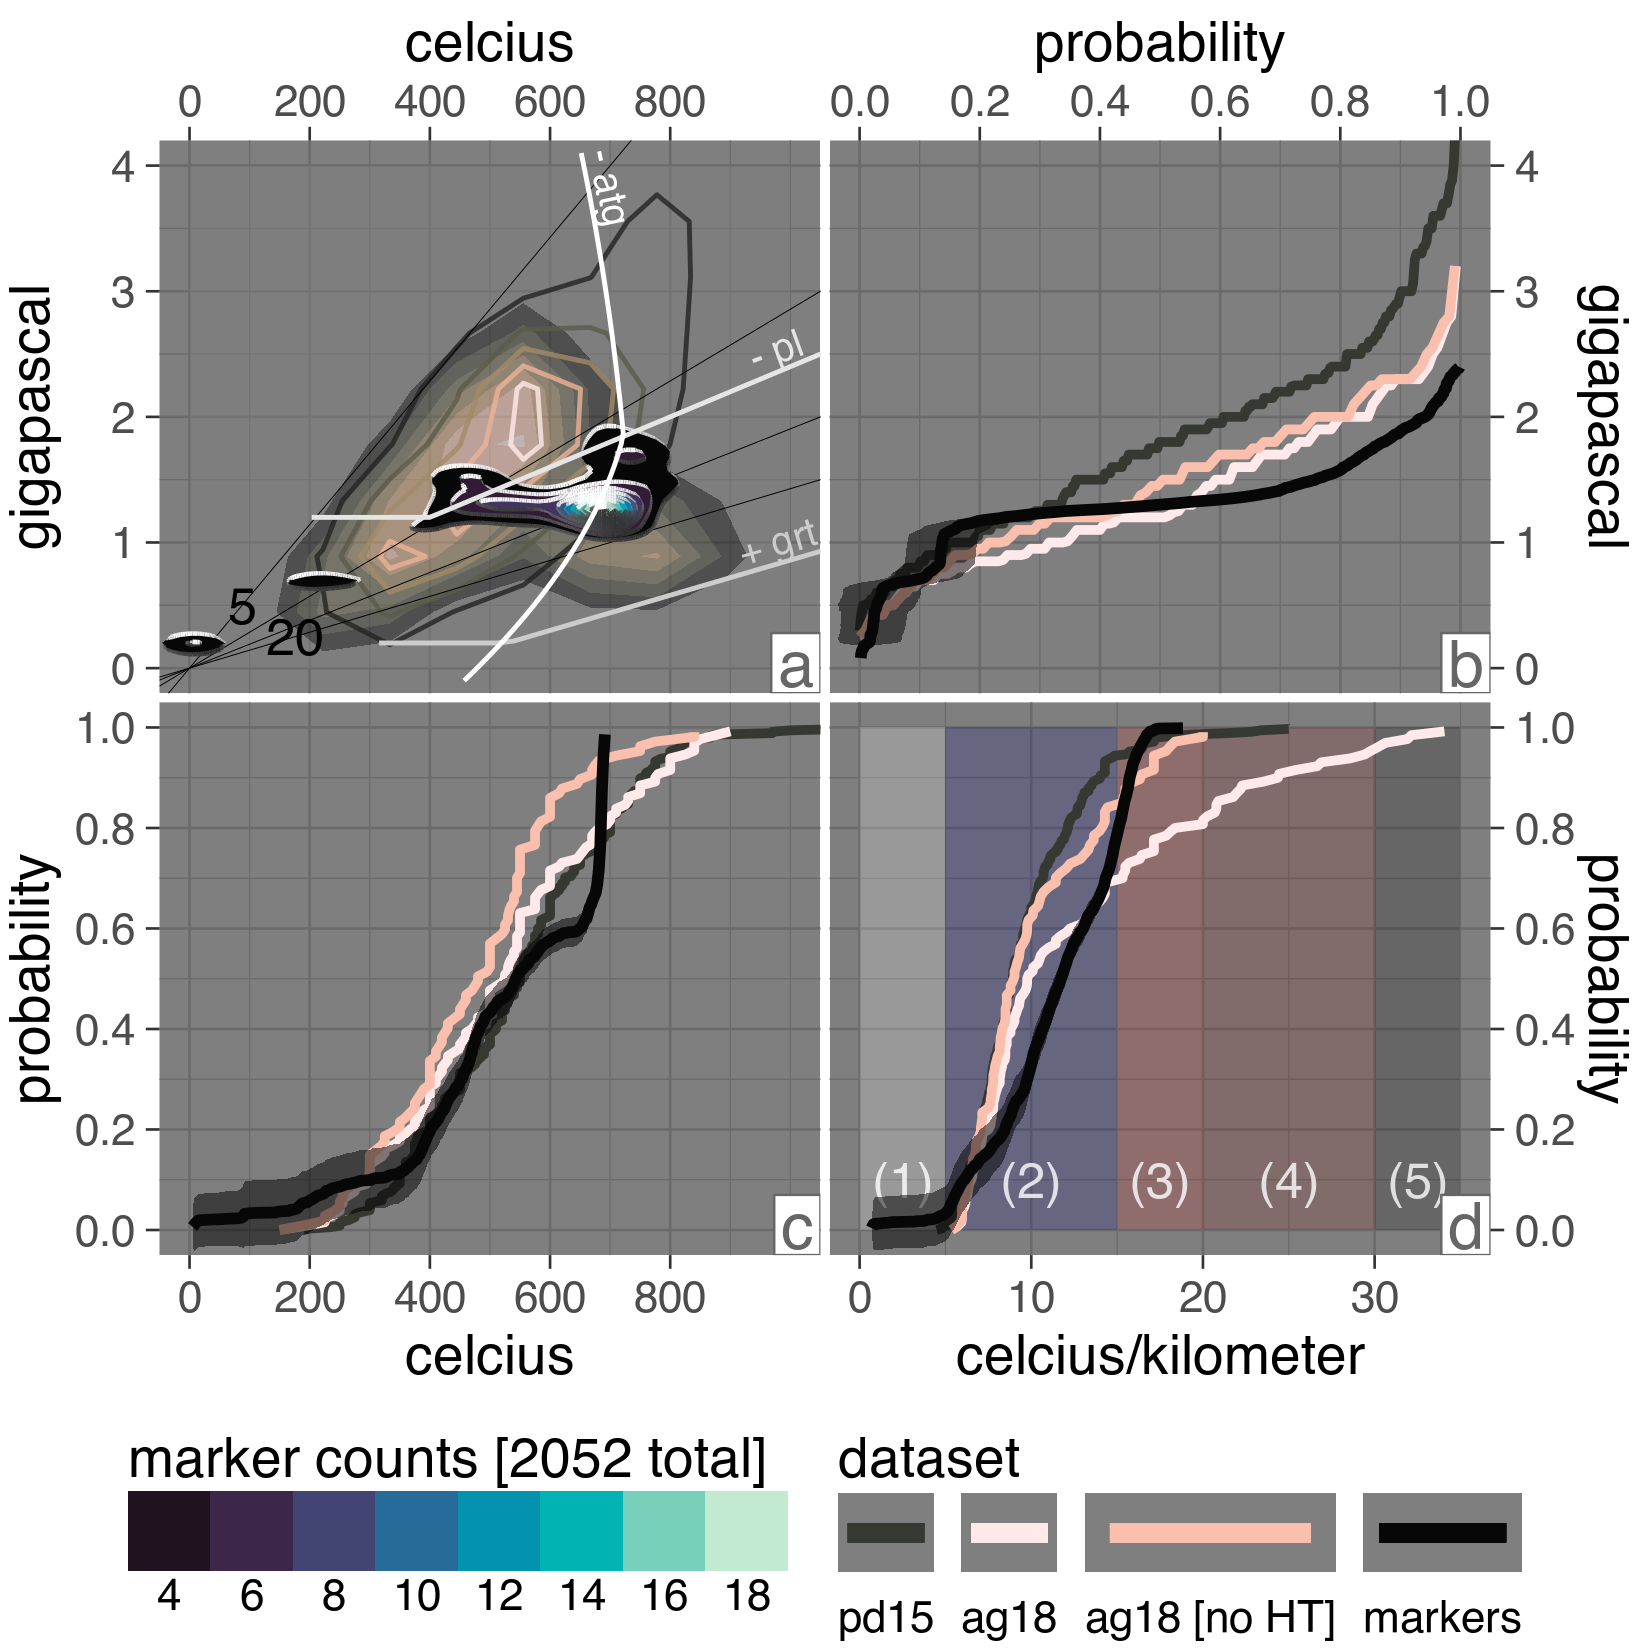 celcius
probability
0 200 400 600 800
0.0 0.2 0.4 0.6 0.8 1.0
gigapascal
4
3
2
1
0
- atg
- pl
+ grt
5
20
a
b
4
3
2
1
0
gigapascal
probability
1.0
0.8
0.6
0.4
0.2
0.0
c
(1) (2) (3) (4) (5)
d
1.0
0.8
0.6
0.4
0.2
0.0
probability
0 200 400 600 800
0 10 20 30
celcius
celcius/kilometer
marker counts [2052 total]
4 6 8 10 12 14 16 18
dataset
pd15 ag18 ag18 [no HT] markers